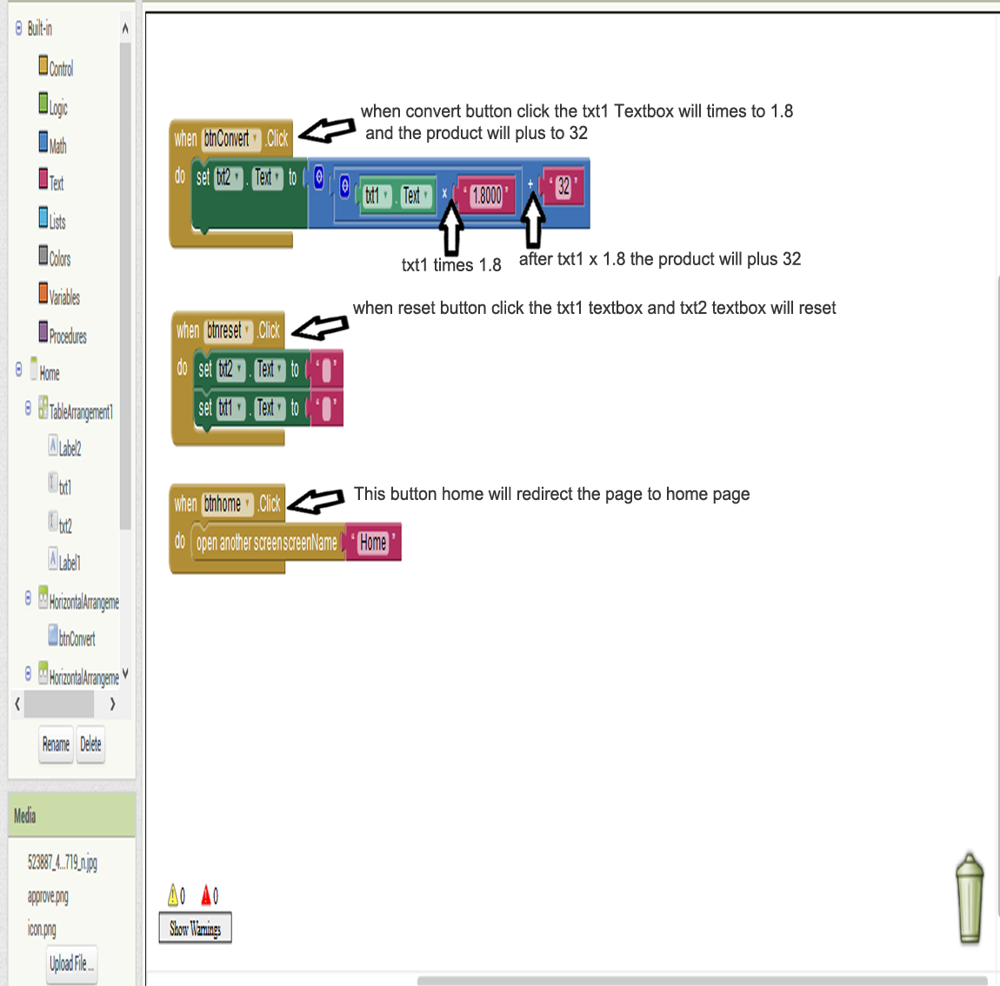 Built-in
Control
Logic
Math
Text
Lists
Colors
Variables
Procedures
Home
TableArrangement1
Label2
txt1
txt2
Label1
HorizontalArrangeme
btnConvert
HorizontalArrangeme
Rename Delete
Media
523887_4...719_n.jpg
approve.png
icon.png
Upload File ...
when convert button click the txt1 Textbox will times to 1.8
and the product will plus to 32
when btnConvert .Click
do set txt2 . Text to txt1 . Text × "1.8000" + "32"
txt1 times 1.8 after txt1 x 1.8 the product will plus 32
when reset button click the txt1 textbox and txt2 textbox will reset
when btnreset .Click
do set txt2 . Text to " "
set txt1 . Text to " "
This button home will redirect the page to home page
when btnhome .Click
do open another screen screenName "Home"
0 0
Show Warnings